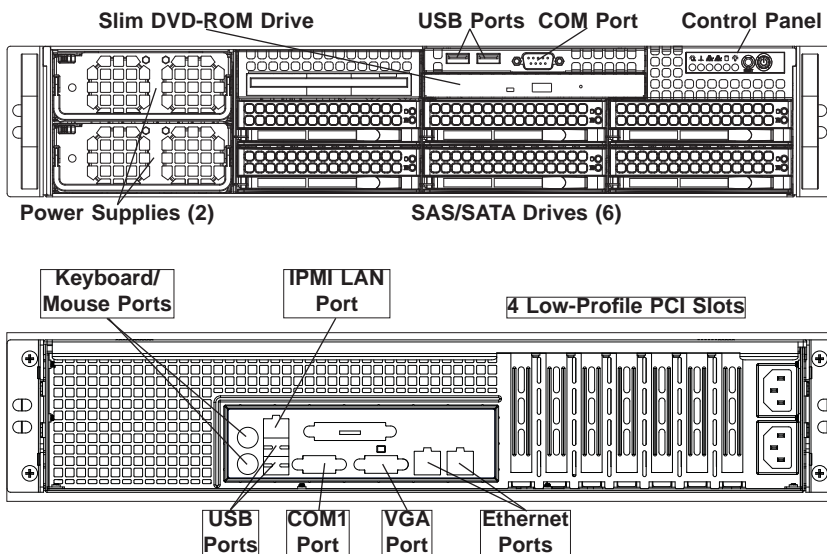 Slim DVD-ROM Drive
USB Ports
COM Port
Control Panel
Power Supplies (2)
SAS/SATA Drives (6)
Keyboard/
Mouse Ports
IPMI LAN
Port
4 Low-Profile PCI Slots
USB
Ports
COM1
Port
VGA
Port
Ethernet
Ports